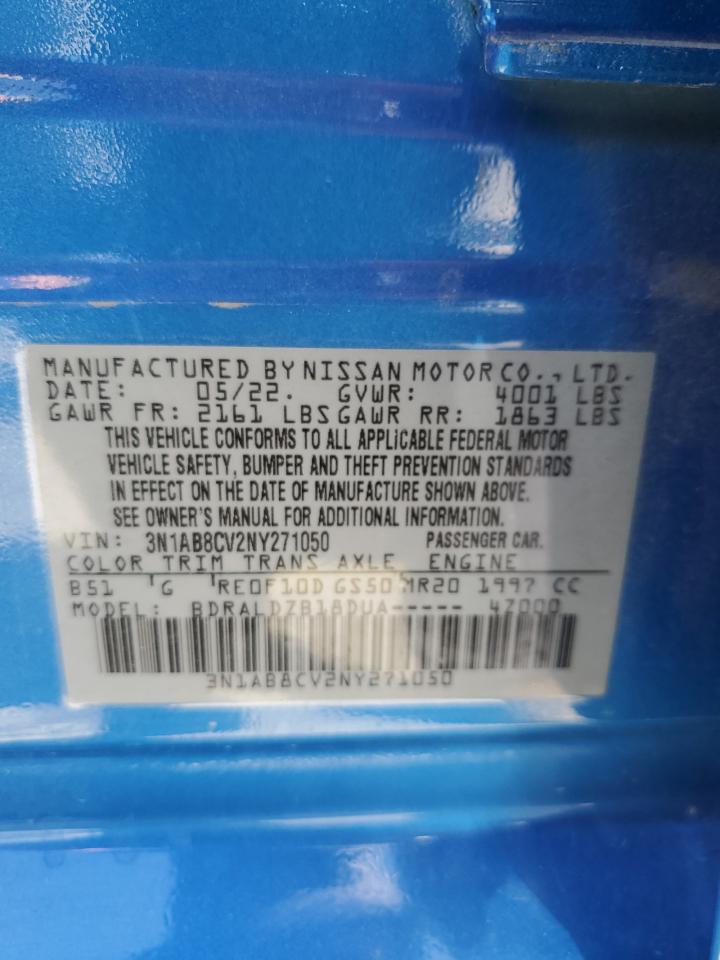 MANUFACTURED BY NISSAN MOTOR CO., LTD.
DATE: 05/22. GVWR: 4001 LBS
GAWR FR: 2161 LBS GAWR RR: 1863 LBS
THIS VEHICLE CONFORMS TO ALL APPLICABLE FEDERAL MOTOR
VEHICLE SAFETY, BUMPER AND THEFT PREVENTION STANDARDS
IN EFFECT ON THE DATE OF MANUFACTURE SHOWN ABOVE.
SEE OWNER'S MANUAL FOR ADDITIONAL INFORMATION.
VIN: 3N1AB8CV2NY271050 PASSENGER CAR.
COLOR TRIM TRANS AXLE ENGINE
B51 G RE0F10D GS50 MR20 1997 CC
MODEL: BDRALDZB18DUA----- 4Z000
3N1AB8CV2NY271050